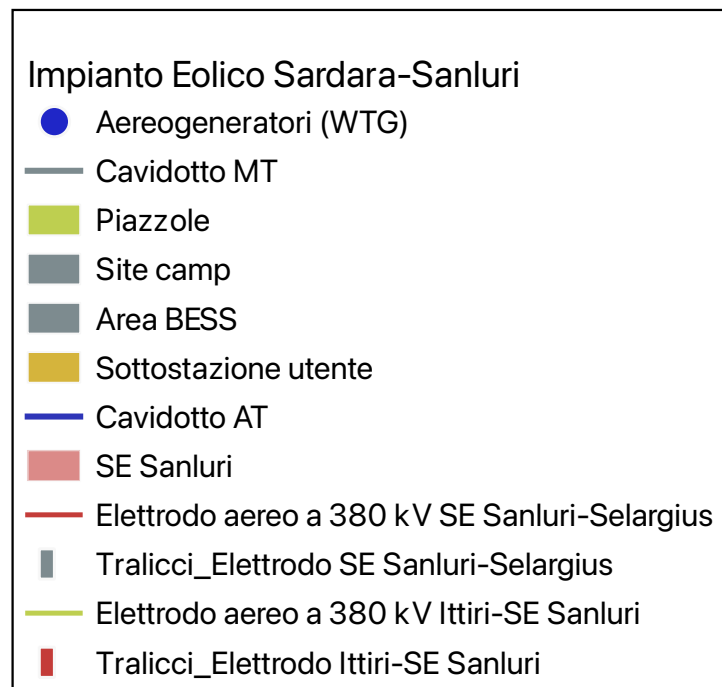 Impianto Eolico Sardara-Sanluri
Aereogeneratori (WTG)
Cavidotto MT
Piazzole
Site camp
Area BESS
Sottostazione utente
Cavidotto AT
SE Sanluri
Elettrodo aereo a 380 kV SE Sanluri-Selargius
Tralicci_Elettrodo SE Sanluri-Selargius
Elettrodo aereo a 380 kV Ittiri-SE Sanluri
Tralicci_Elettrodo Ittiri-SE Sanluri